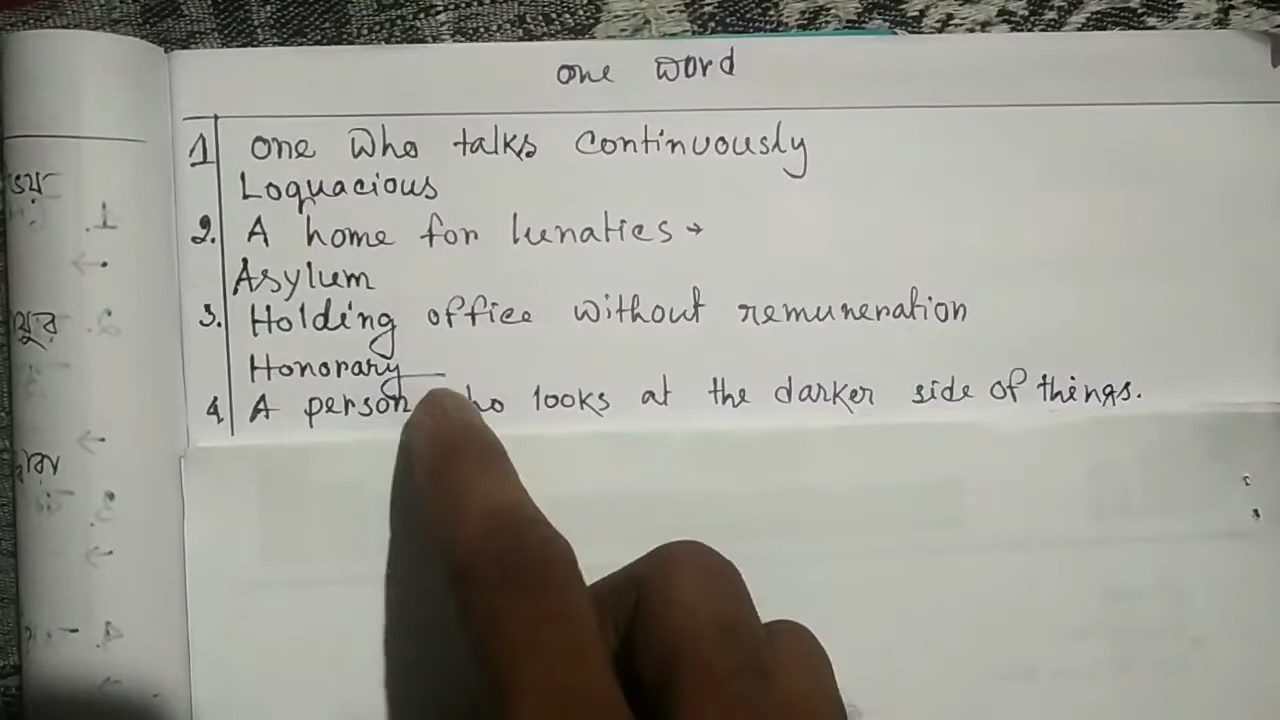 one word
1 one who talks continuously
Loquacious
2. A home for lunatics →
Asylum
3. Holding office without remuneration
Honorary
4. A person who looks at the darker side of things.